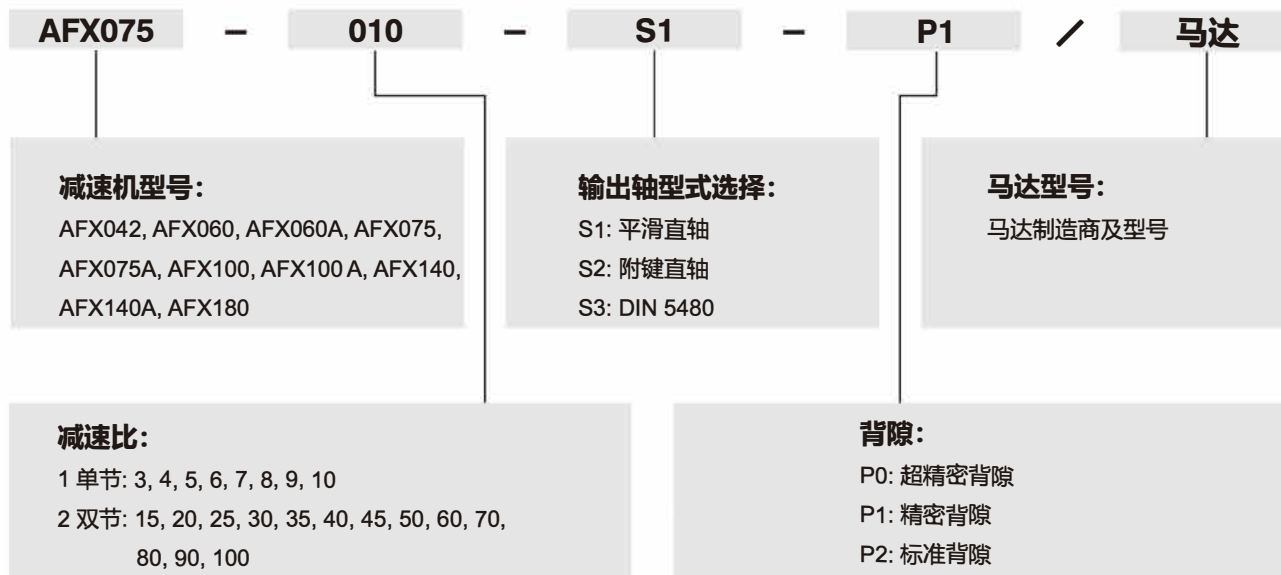 AFX075 – 010 – S1 – P1 / 马达
减速机型号：
AFX042, AFX060, AFX060A, AFX075,
AFX075A, AFX100, AFX100 A, AFX140,
AFX140A, AFX180
输出轴型式选择：
S1: 平滑直轴
S2: 附键直轴
S3: DIN 5480
马达型号：
马达制造商及型号
减速比：
1 单节: 3, 4, 5, 6, 7, 8, 9, 10
2 双节: 15, 20, 25, 30, 35, 40, 45, 50, 60, 70,
80, 90, 100
背隙：
P0: 超精密背隙
P1: 精密背隙
P2: 标准背隙